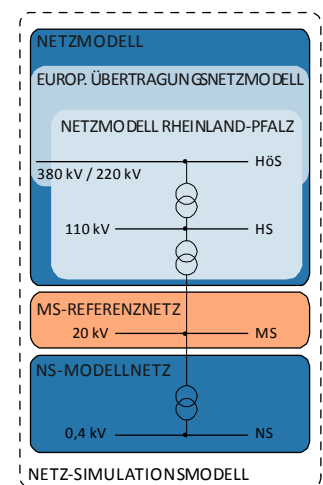 NETZMODELL
EUROP. ÜBERTRAGUNGSNETZMODELL
NETZMODELL RHEINLAND-PFALZ
HöS
380 kV / 220 kV
110 kV HS
MS-REFERENZNETZ
20 kV MS
NS-MODELLNETZ
0,4 kV NS
NETZ-SIMULATIONSMODELL